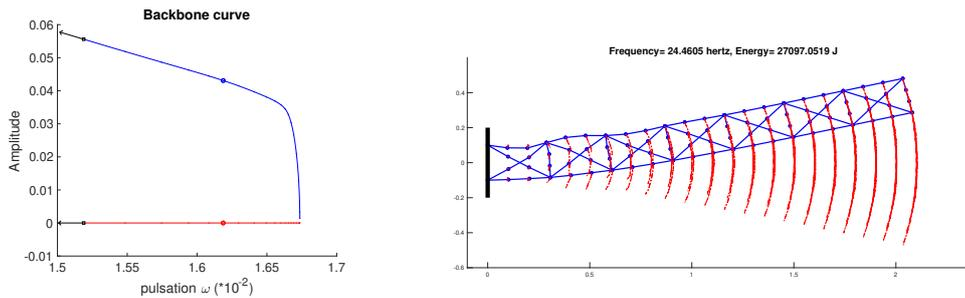 Backbone curve
0.06
0.05
0.04
0.03
0.02
0.01
0
-0.01
Amplitude
1.5 1.55 1.6 1.65 1.7
pulsation ω (*10⁻²)
Frequency= 24.4605 hertz, Energy= 27097.0519 J
0.4
0.2
0
-0.2
-0.4
-0.6
0 0.5 1 1.5 2